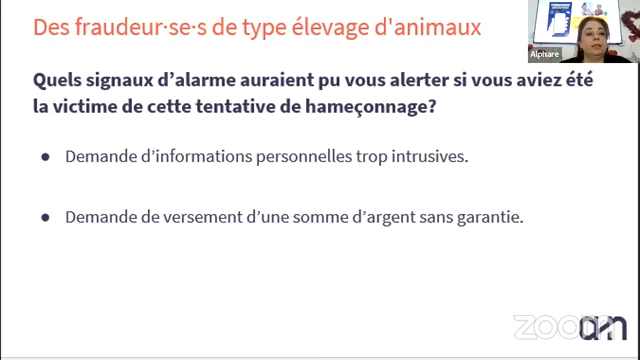 Des fraudeur·se·s de type élevage d'animaux
Alphare
Quels signaux d'alarme auraient pu vous alerter si vous aviez été
la victime de cette tentative de hameçonnage?
● Demande d'informations personnelles trop intrusives.
● Demande de versement d'une somme d'argent sans garantie.
zoom
an